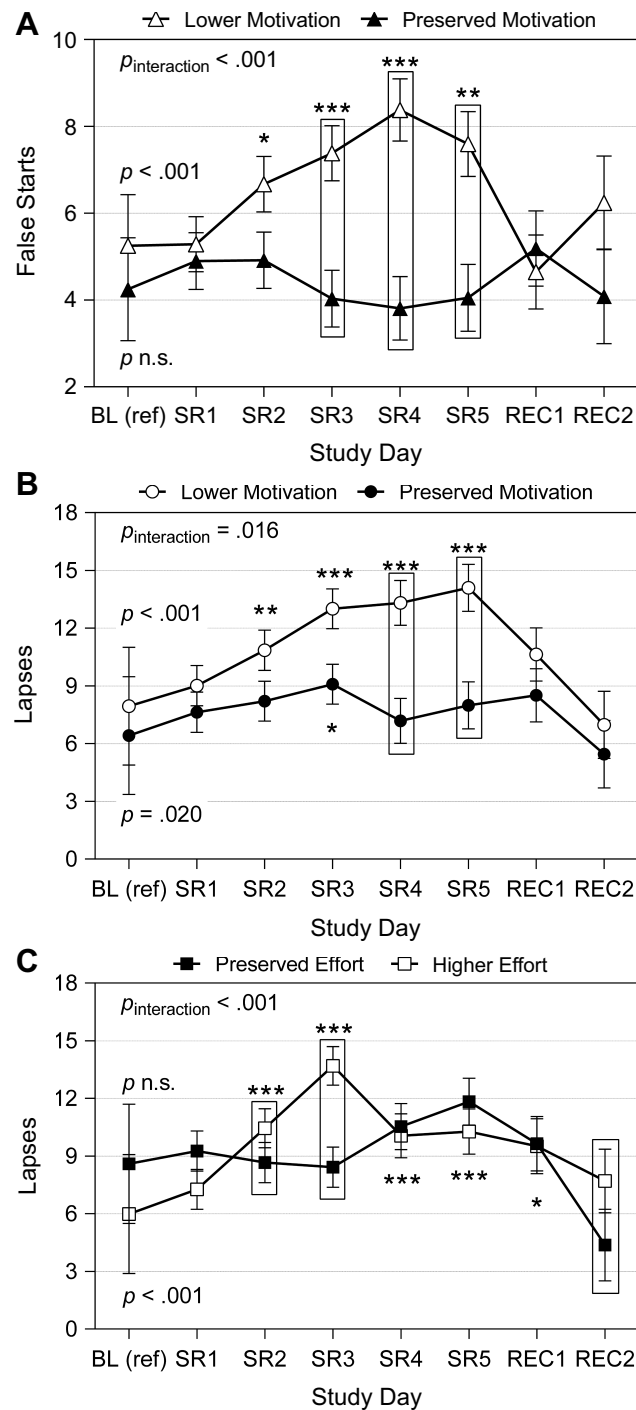 A
Lower Motivation Preserved Motivation
10
8
6
4
2
False Starts
pinteraction < .001
p < .001
p n.s.
*
***
***
**
BL (ref) SR1 SR2 SR3 SR4 SR5 REC1 REC2
Study Day
B
Lower Motivation Preserved Motivation
18
15
12
9
6
3
0
Lapses
pinteraction = .016
p < .001
p = .020
**
***
***
***
*
BL (ref) SR1 SR2 SR3 SR4 SR5 REC1 REC2
Study Day
C
Preserved Effort Higher Effort
18
15
12
9
6
3
0
Lapses
pinteraction < .001
p n.s.
p < .001
***
***
***
***
*
BL (ref) SR1 SR2 SR3 SR4 SR5 REC1 REC2
Study Day